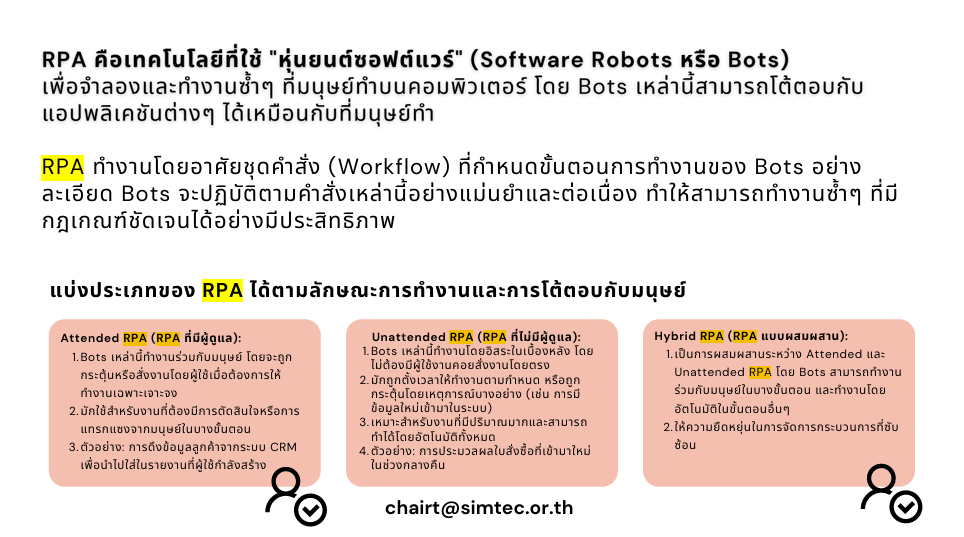 RPA คือเทคโนโลยีที่ใช้ "หุ่นยนต์ซอฟต์แวร์" (Software Robots หรือ Bots)
เพื่อจำลองและทำงานซ้ำๆ ที่มนุษย์ทำบนคอมพิวเตอร์ โดย Bots เหล่านี้สามารถโต้ตอบกับ
แอปพลิเคชันต่างๆ ได้เหมือนกับที่มนุษย์ทำ
RPA ทำงานโดยอาศัยชุดคำสั่ง (Workflow) ที่กำหนดขั้นตอนการทำงานของ Bots อย่าง
ละเอียด Bots จะปฏิบัติตามคำสั่งเหล่านี้อย่างแม่นยำและต่อเนื่อง ทำให้สามารถทำงานซ้ำๆ ที่มี
กฎเกณฑ์ชัดเจนได้อย่างมีประสิทธิภาพ
แบ่งประเภทของ RPA ได้ตามลักษณะการทำงานและการโต้ตอบกับมนุษย์
Attended RPA (RPA ที่มีผู้ดูแล):
1. Bots เหล่านี้ทำงานร่วมกับมนุษย์ โดยจะถูก
กระตุ้นหรือสั่งงานโดยผู้ใช้เมื่อต้องการให้
ทำงานเฉพาะเจาะจง
2. มักใช้สำหรับงานที่ต้องมีการตัดสินใจหรือการ
แทรกแซงจากมนุษย์ในบางขั้นตอน
3. ตัวอย่าง: การดึงข้อมูลลูกค้าจากระบบ CRM
เพื่อนำไปใส่ในรายงานที่ผู้ใช้กำลังสร้าง
Unattended RPA (RPA ที่ไม่มีผู้ดูแล):
1. Bots เหล่านี้ทำงานโดยอิสระในเบื้องหลัง โดย
ไม่ต้องมีผู้ใช้งานคอยสั่งงานโดยตรง
2. มักถูกตั้งเวลาให้ทำงานตามกำหนด หรือถูก
กระตุ้นโดยเหตุการณ์บางอย่าง (เช่น การมี
ข้อมูลใหม่เข้ามาในระบบ)
3. เหมาะสำหรับงานที่มีปริมาณมากและสามารถ
ทำได้โดยอัตโนมัติทั้งหมด
4. ตัวอย่าง: การประมวลผลใบสั่งซื้อที่เข้ามาใหม่
ในช่วงกลางคืน
Hybrid RPA (RPA แบบผสมผสาน):
1. เป็นการผสมผสานระหว่าง Attended และ
Unattended RPA โดย Bots สามารถทำงาน
ร่วมกับมนุษย์ในบางขั้นตอน และทำงานโดย
อัตโนมัติในขั้นตอนอื่นๆ
2. ให้ความยืดหยุ่นในการจัดการกระบวนการที่ซับ
ซ้อน
chairt@simtec.or.th